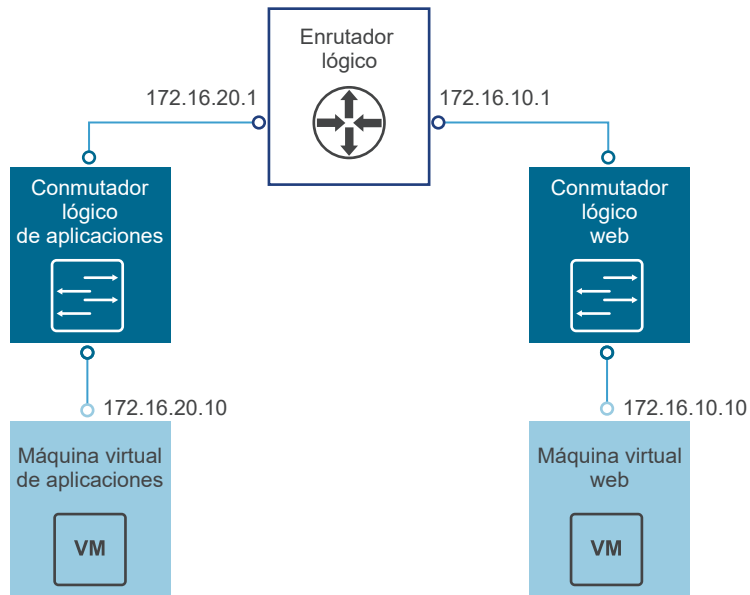 Enrutador
lógico
172.16.20.1
172.16.10.1
Conmutador
lógico
de aplicaciones
Conmutador
lógico
web
172.16.20.10
172.16.10.10
Máquina virtual
de aplicaciones
Máquina virtual
web
VM
VM